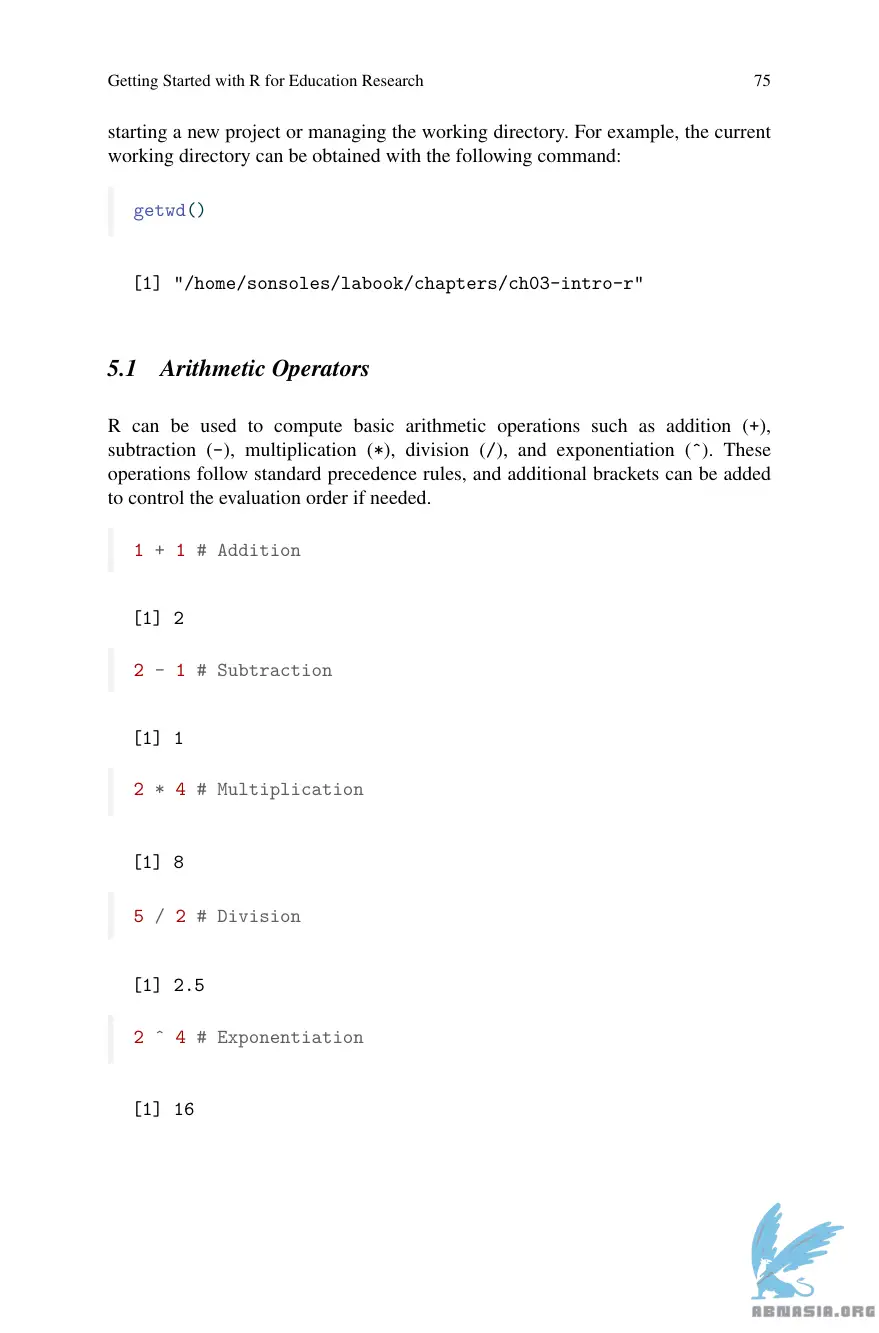 Getting Started with R for Education Research 75
starting a new project or managing the working directory. For example, the current
working directory can be obtained with the following command:
getwd()
[1] "/home/sonsoles/labook/chapters/ch03-intro-r"
5.1 Arithmetic Operators
R can be used to compute basic arithmetic operations such as addition (+),
subtraction (-), multiplication (*), division (/), and exponentiation (^). These
operations follow standard precedence rules, and additional brackets can be added
to control the evaluation order if needed.
1 + 1 # Addition
[1] 2
2 - 1 # Subtraction
[1] 1
2 * 4 # Multiplication
[1] 8
5 / 2 # Division
[1] 2.5
2 ^ 4 # Exponentiation
[1] 16
ABNASIA.ORG